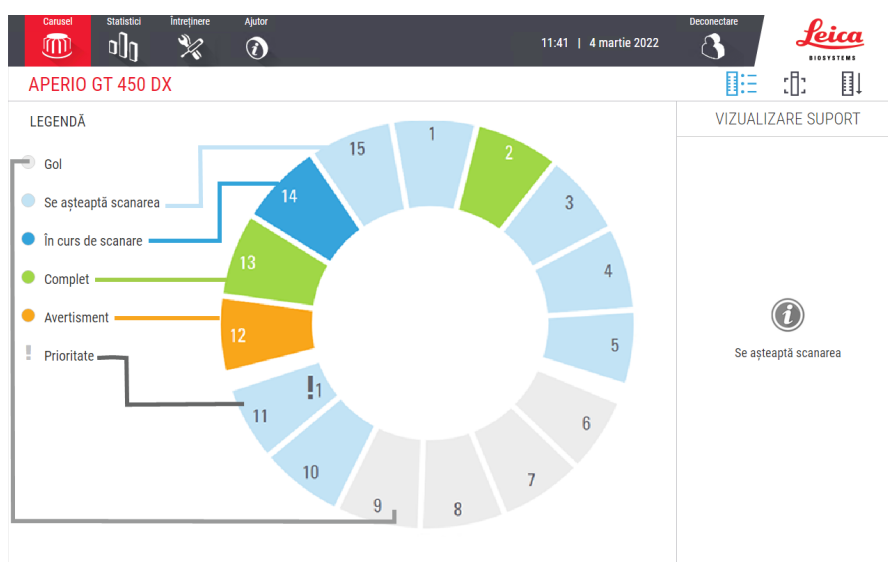 Carusel
Statistici
Întreținere
Ajutor
11:41 | 4 martie 2022
Deconectare
Leica
BIOSYSTEMS
APERIO GT 450 DX
LEGENDĂ
Gol
Se așteaptă scanarea
În curs de scanare
Complet
Avertisment
Prioritate
1
2
3
4
5
6
7
8
9
10
11
!1
12
13
14
15
VIZUALIZARE SUPORT
Se așteaptă scanarea